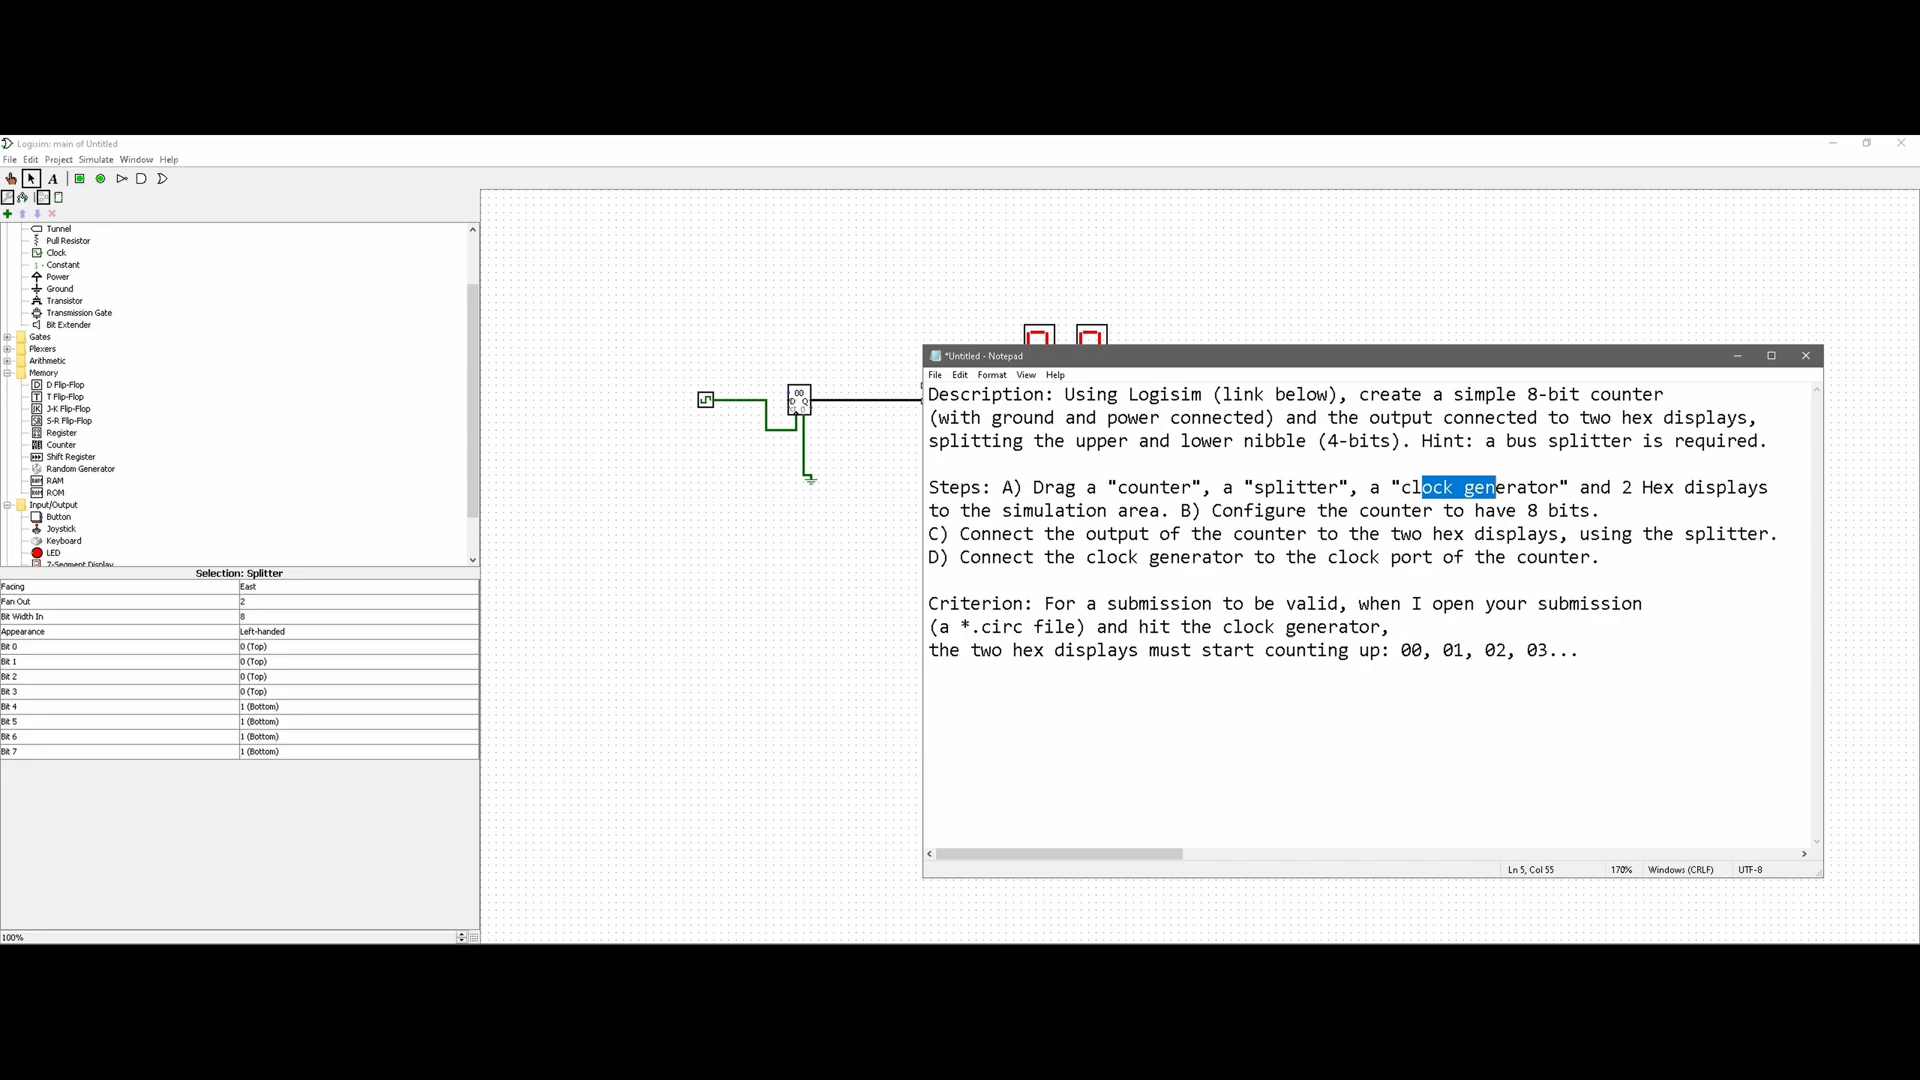 Logisim: main of Untitled
File Edit Project Simulate Window Help
A
Tunnel
Pull Resistor
Clock
Constant
Power
Ground
Transistor
Transmission Gate
Bit Extender
Gates
Plexers
Arithmetic
Memory
D Flip-Flop
T Flip-Flop
J-K Flip-Flop
S-R Flip-Flop
Register
Counter
Shift Register
Random Generator
RAM
ROM
Input/Output
Button
Joystick
Keyboard
LED
7-Segment Display
Selection: Splitter
Facing East
Fan Out 2
Bit Width In 8
Appearance Left-handed
Bit 0 0 (Top)
Bit 1 0 (Top)
Bit 2 0 (Top)
Bit 3 0 (Top)
Bit 4 1 (Bottom)
Bit 5 1 (Bottom)
Bit 6 1 (Bottom)
Bit 7 1 (Bottom)
100%
00
D Q
*Untitled - Notepad
File Edit Format View Help
Description: Using Logisim (link below), create a simple 8-bit counter
(with ground and power connected) and the output connected to two hex displays,
splitting the upper and lower nibble (4-bits). Hint: a bus splitter is required.
Steps: A) Drag a "counter", a "splitter", a "clock generator" and 2 Hex displays
to the simulation area. B) Configure the counter to have 8 bits.
C) Connect the output of the counter to the two hex displays, using the splitter.
D) Connect the clock generator to the clock port of the counter.
Criterion: For a submission to be valid, when I open your submission
(a *.circ file) and hit the clock generator,
the two hex displays must start counting up: 00, 01, 02, 03...
Ln 5, Col 55 170% Windows (CRLF) UTF-8